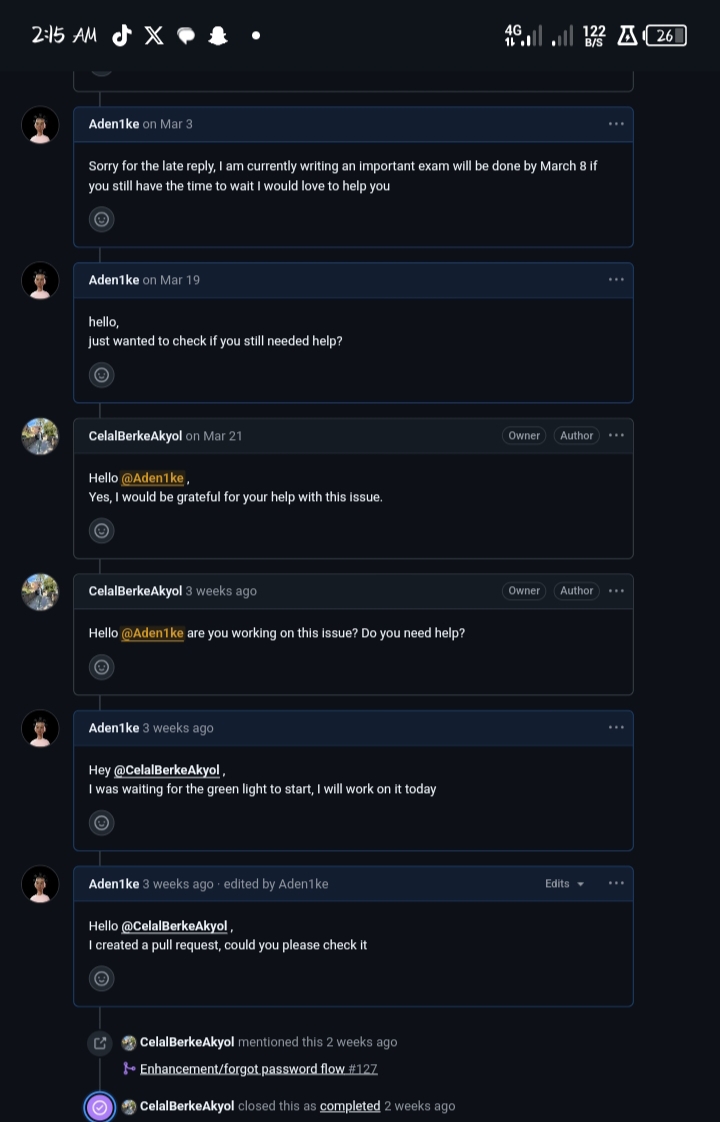 2:15 AM
4G
122
B/S
26
Aden1ke on Mar 3
Sorry for the late reply, I am currently writing an important exam will be done by March 8 if
you still have the time to wait I would love to help you
Aden1ke on Mar 19
hello,
just wanted to check if you still needed help?
CelalBerkeAkyol on Mar 21
Owner
Author
Hello @Aden1ke ,
Yes, I would be grateful for your help with this issue.
CelalBerkeAkyol 3 weeks ago
Owner
Author
Hello @Aden1ke are you working on this issue? Do you need help?
Aden1ke 3 weeks ago
Hey @CelalBerkeAkyol ,
I was waiting for the green light to start, I will work on it today
Aden1ke 3 weeks ago · edited by Aden1ke
Edits
Hello @CelalBerkeAkyol ,
I created a pull request, could you please check it
CelalBerkeAkyol mentioned this 2 weeks ago
Enhancement/forgot password flow #127
CelalBerkeAkyol closed this as completed 2 weeks ago